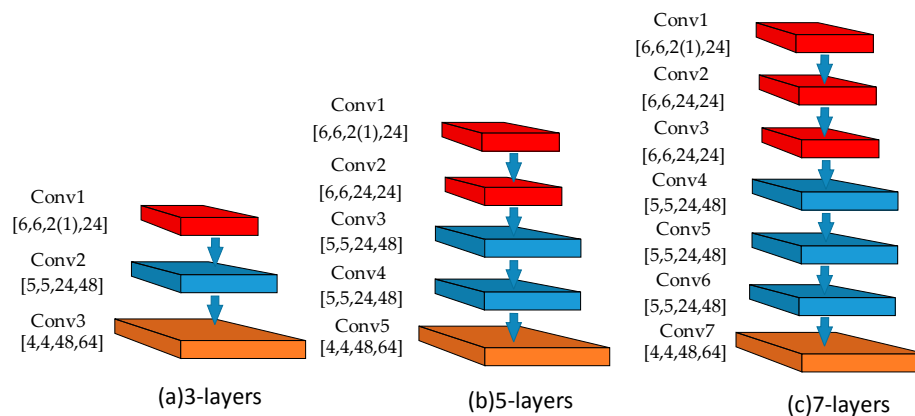 Conv1
[6,6,2(1),24]
Conv2
[5,5,24,48]
Conv3
[4,4,48,64]
(a)3-layers
Conv1
[6,6,2(1),24]
Conv2
[6,6,24,24]
Conv3
[5,5,24,48]
Conv4
[5,5,24,48]
Conv5
[4,4,48,64]
(b)5-layers
Conv1
[6,6,2(1),24]
Conv2
[6,6,24,24]
Conv3
[6,6,24,24]
Conv4
[5,5,24,48]
Conv5
[5,5,24,48]
Conv6
[5,5,24,48]
Conv7
[4,4,48,64]
(c)7-layers